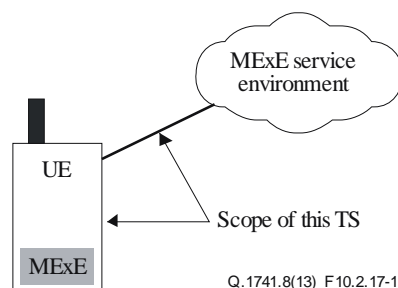 MExE service
environment
UE
Scope of this TS
MExE
Q.1741.8(13)_F10.2.17-1